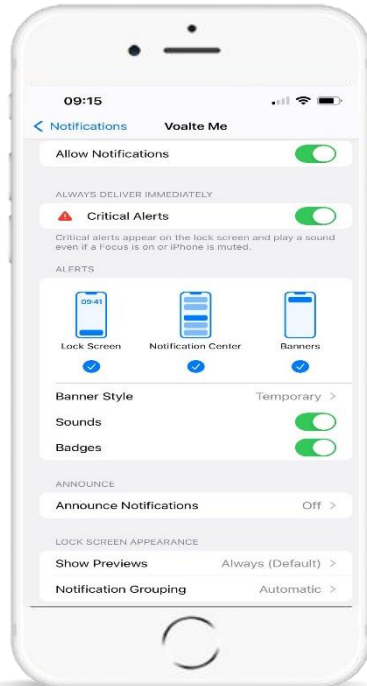 09:15
Notifications Voalte Me
Allow Notifications
ALWAYS DELIVER IMMEDIATELY
Critical Alerts
Critical alerts appear on the lock screen and play a sound
even if a Focus is on or iPhone is muted.
ALERTS
09:41
Lock Screen Notification Center Banners
Banner Style Temporary
Sounds
Badges
ANNOUNCE
Announce Notifications Off
LOCK SCREEN APPEARANCE
Show Previews Always (Default)
Notification Grouping Automatic